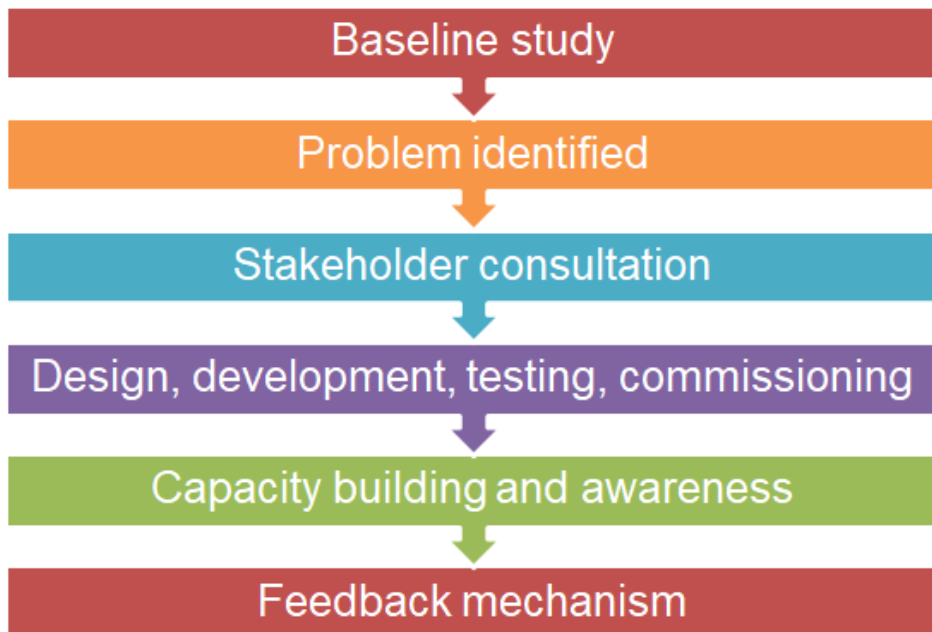 Baseline study
Problem identified
Stakeholder consultation
Design, development, testing, commissioning
Capacity building and awareness
Feedback mechanism